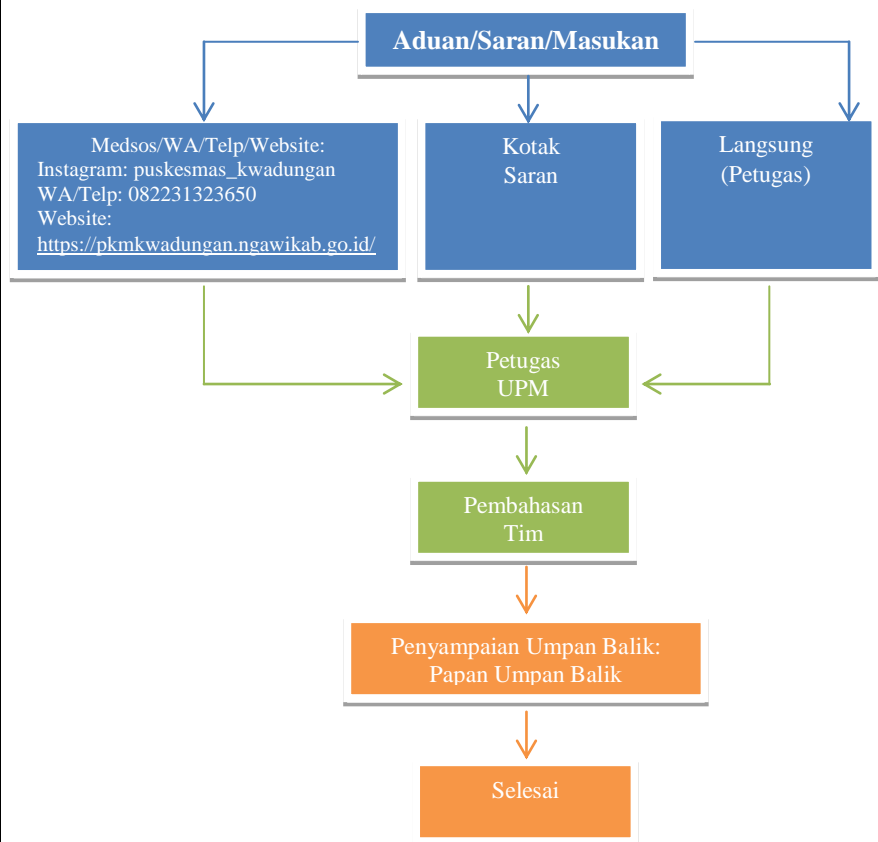 Aduan/Saran/Masukan
Medsos/WA/Telp/Website:
Instagram: puskesmas_kwadungan
WA/Telp: 082231323650
Website:
https://pkmkwadungan.ngawikab.go.id/
Kotak
Saran
Langsung
(Petugas)
Petugas
UPM
Pembahasan
Tim
Penyampaian Umpan Balik:
Papan Umpan Balik
Selesai